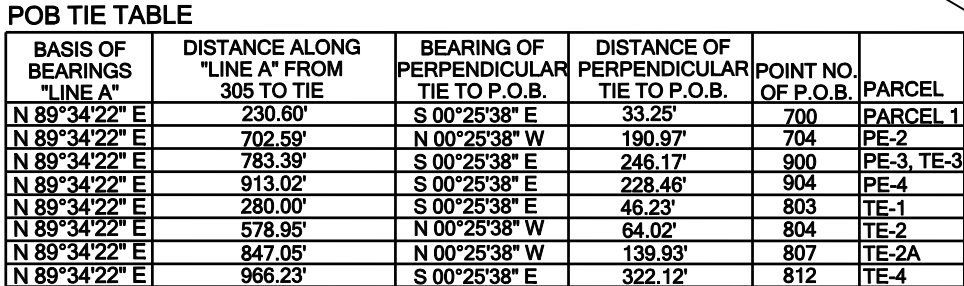 POB TIE TABLE
BASIS OF BEARINGS "LINE A" DISTANCE ALONG "LINE A" FROM 305 TO TIE BEARING OF PERPENDICULAR TIE TO P.O.B. DISTANCE OF PERPENDICULAR TIE TO P.O.B. POINT NO. OF P.O.B. PARCEL
N 89°34'22" E 230.60' S 00°25'38" E 33.25' 700 PARCEL 1
N 89°34'22" E 702.59' N 00°25'38" W 190.97' 704 PE-2
N 89°34'22" E 783.39' S 00°25'38" E 246.17' 900 PE-3, TE-3
N 89°34'22" E 913.02' S 00°25'38" E 228.46' 904 PE-4
N 89°34'22" E 280.00' S 00°25'38" E 46.23' 803 TE-1
N 89°34'22" E 578.95' N 00°25'38" W 64.02' 804 TE-2
N 89°34'22" E 847.05' N 00°25'38" W 139.93' 807 TE-2A
N 89°34'22" E 966.23' S 00°25'38" E 322.12' 812 TE-4